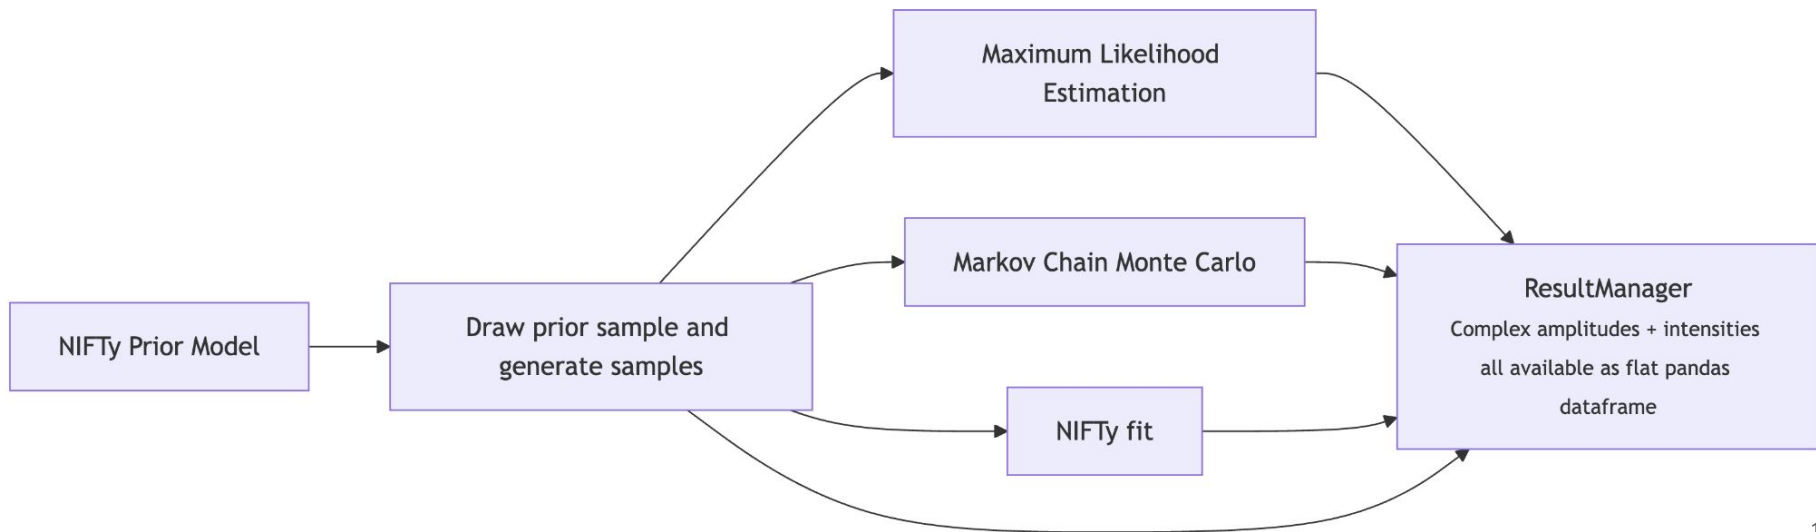 Maximum Likelihood
Estimation
Markov Chain Monte Carlo
NIFTy Prior Model
Draw prior sample and
generate samples
NIFTy fit
ResultManager
Complex amplitudes + intensities
all available as flat pandas
dataframe